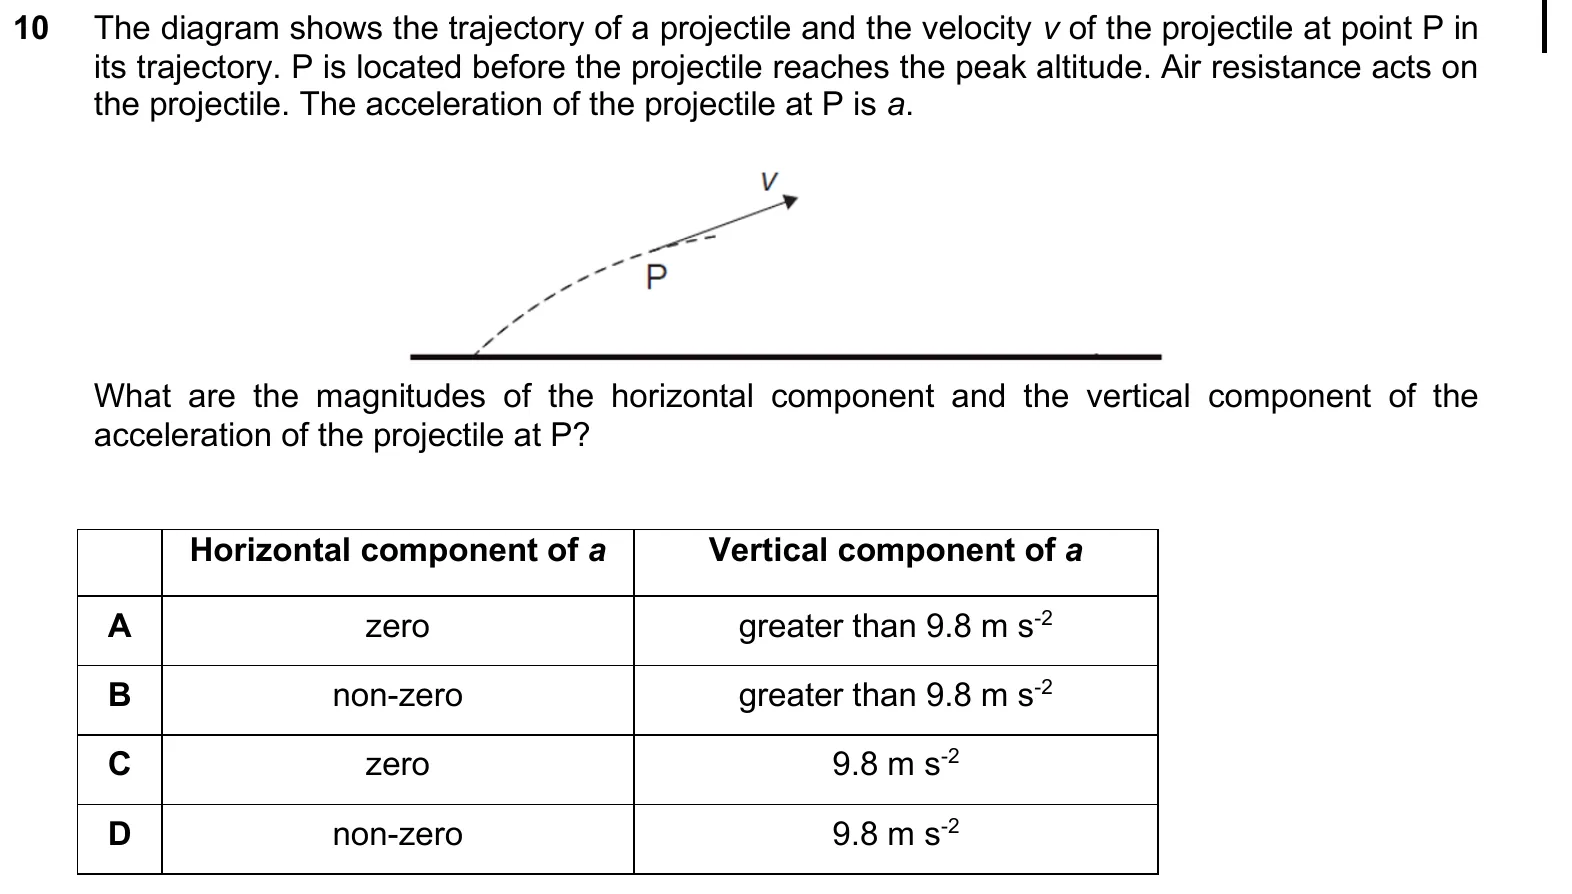 10 The diagram shows the trajectory of a projectile and the velocity v of the projectile at point P in
its trajectory. P is located before the projectile reaches the peak altitude. Air resistance acts on
the projectile. The acceleration of the projectile at P is a.
v
P
What are the magnitudes of the horizontal component and the vertical component of the
acceleration of the projectile at P?
Horizontal component of a Vertical component of a
A zero greater than 9.8 m s⁻²
B non-zero greater than 9.8 m s⁻²
C zero 9.8 m s⁻²
D non-zero 9.8 m s⁻²